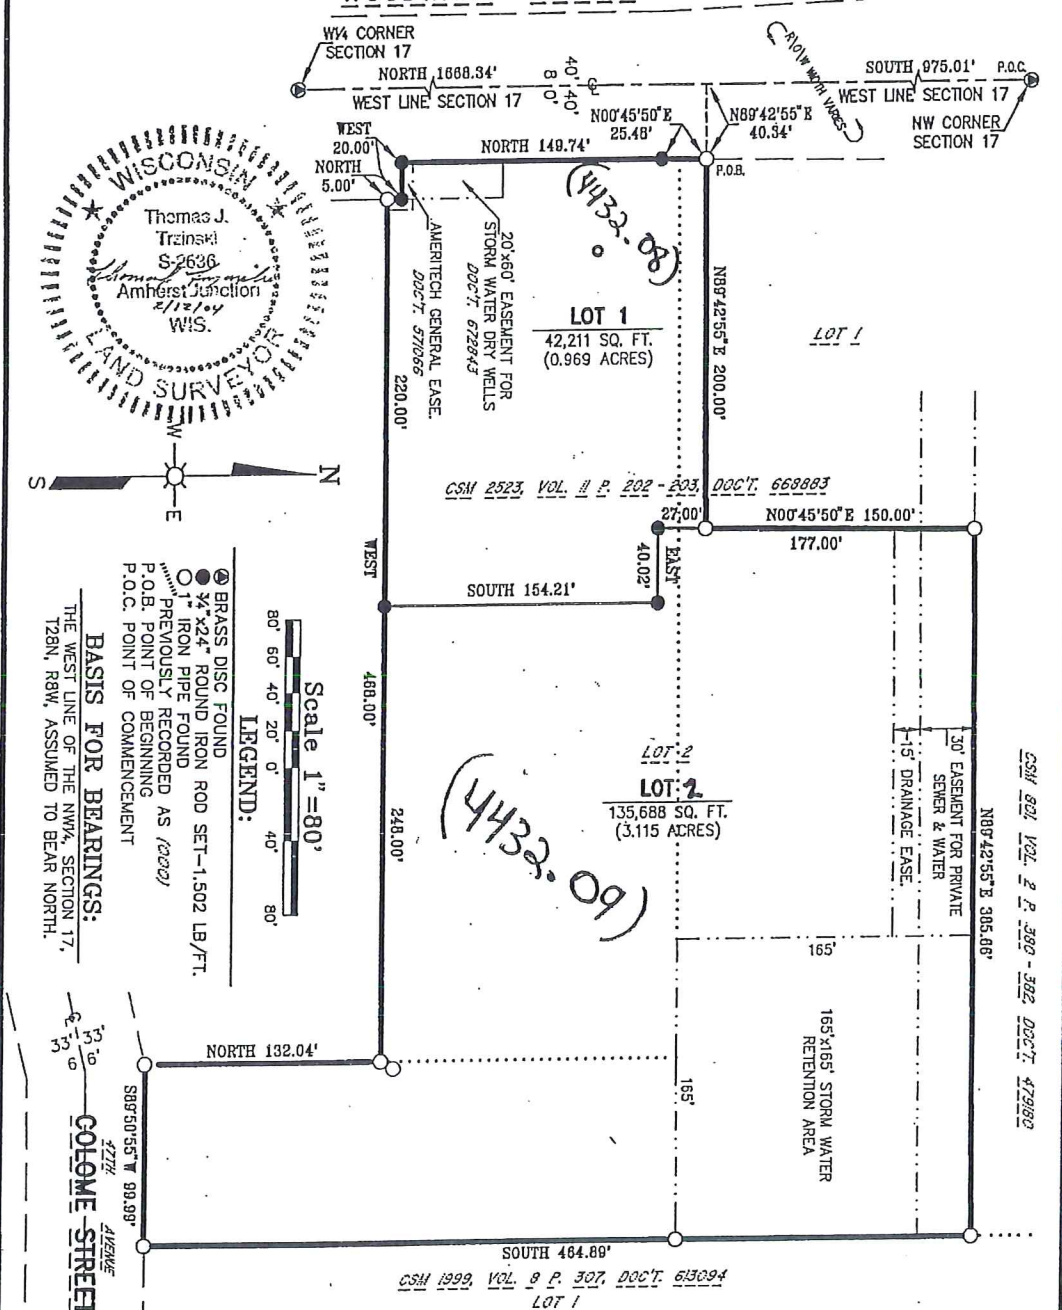 W1/4 CORNER
SECTION 17
NORTH 1668.34'
WEST LINE SECTION 17
40' 40'
80'
R/O/W WIDTH VARIES
SOUTH 975.01'
P.O.C.
WEST LINE SECTION 17
NW CORNER
SECTION 17
N00°45'50"E
25.48'
N89°42'55"E
40.34'
WEST
20.00'
NORTH
5.00'
NORTH 149.74'
P.O.B.
WISCONSIN
Thomas J.
Trzinski
S-2636
Amherst Junction
2/12/04
WIS.
LAND SURVEYOR
AMERITECH GENERAL EASE.
DOC'T. 577066
20'x60' EASEMENT FOR
STORM WATER DRY WELLS
DOC'T. 672843
(4432.08)
LOT 1
42,211 SQ. FT.
(0.969 ACRES)
N89°42'55"E 200.00'
LOT 1
220.00'
W
N
S
E
CSM 2523, VOL. 11 P. 202-203, DOC'T. 668883
27.00'
N00°45'50"E 150.00'
177.00'
EAST
40.02'
WEST
SOUTH 154.21'
468.00'
248.00'
Scale 1"=80'
80' 60' 40' 20' 0' 40' 80'
LEGEND:
BRASS DISC FOUND
3/4"x24" ROUND IRON ROD SET-1.502 LB/FT.
1" IRON PIPE FOUND
PREVIOUSLY RECORDED AS (000)
P.O.B. POINT OF BEGINNING
P.O.C. POINT OF COMMENCEMENT
BASIS FOR BEARINGS:
THE WEST LINE OF THE NW1/4, SECTION 17,
T28N, R8W, ASSUMED TO BEAR NORTH.
LOT 2
LOT 2
135,688 SQ. FT.
(3.115 ACRES)
(4432.09)
30' EASEMENT FOR PRIVATE
SEWER & WATER
15' DRAINAGE EASE.
N89°42'55"E 385.66'
CSM 801, VOL. 2 P. 380-382, DOC'T. 479180
165'
165'x165' STORM WATER
RETENTION AREA
165'
NORTH 132.04'
33' 33'
6' 6'
S89°50'55"W 99.99'
47TH AVENUE
COLOME STREET
SOUTH 464.89'
CSM 1999, VOL. 9 P. 307, DOC'T. 613094
LOT 1